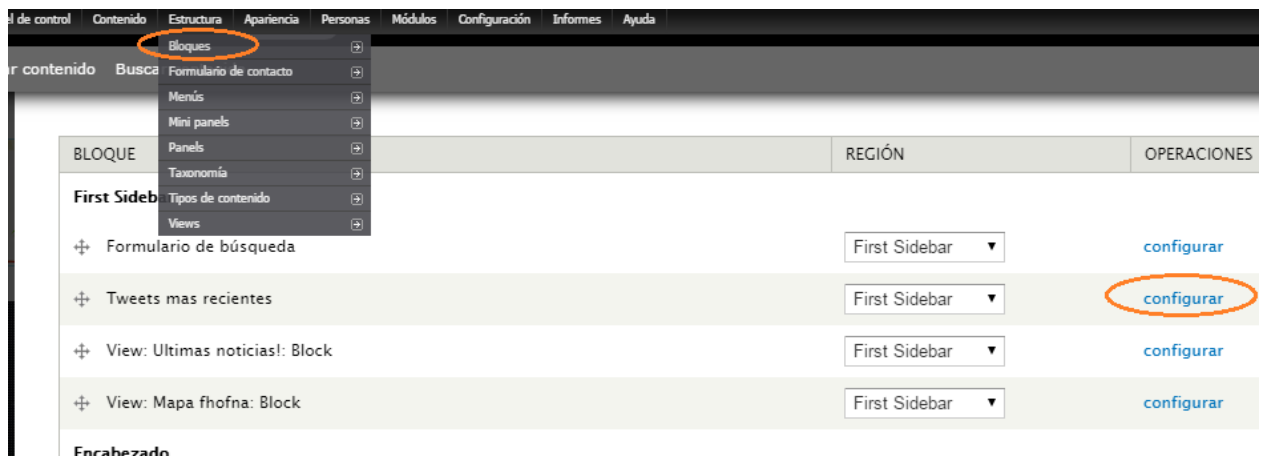 el de control Contenido Estructura Apariencia Personas Módulos Configuración Informes Ayuda
Bloques
ar contenido Busca
Formulario de contacto
Menús
Mini panels
Panels
Taxonomía
Tipos de contenido
Views
BLOQUE REGIÓN OPERACIONES
First Sideb
Formulario de búsqueda First Sidebar configurar
Tweets mas recientes First Sidebar configurar
View: Ultimas noticias!: Block First Sidebar configurar
View: Mapa fhofna: Block First Sidebar configurar
Encabezado